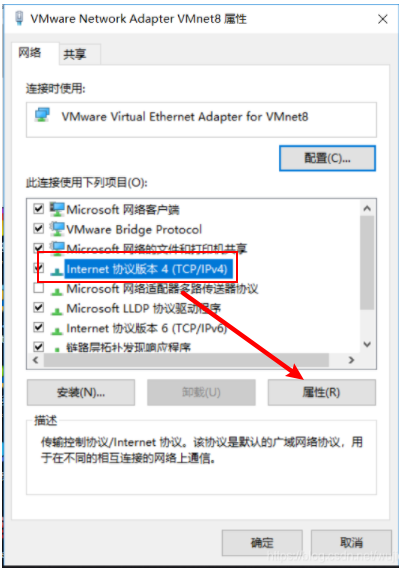 VMware Network Adapter VMnet8 属性
网络
共享
连接时使用:
VMware Virtual Ethernet Adapter for VMnet8
配置(C)...
此连接使用下列项目(O):
Microsoft 网络客户端
VMware Bridge Protocol
Microsoft 网络的文件和打印机共享
Internet 协议版本 4 (TCP/IPv4)
Microsoft 网络适配器多路传送器协议
Microsoft LLDP 协议驱动程序
Internet 协议版本 6 (TCP/IPv6)
链路层拓扑发现响应程序
安装(N)...
卸载(U)
属性(R)
描述
传输控制协议/Internet 协议。该协议是默认的广域网络协议，用
于在不同的相互连接的网络上通信。
确定
取消